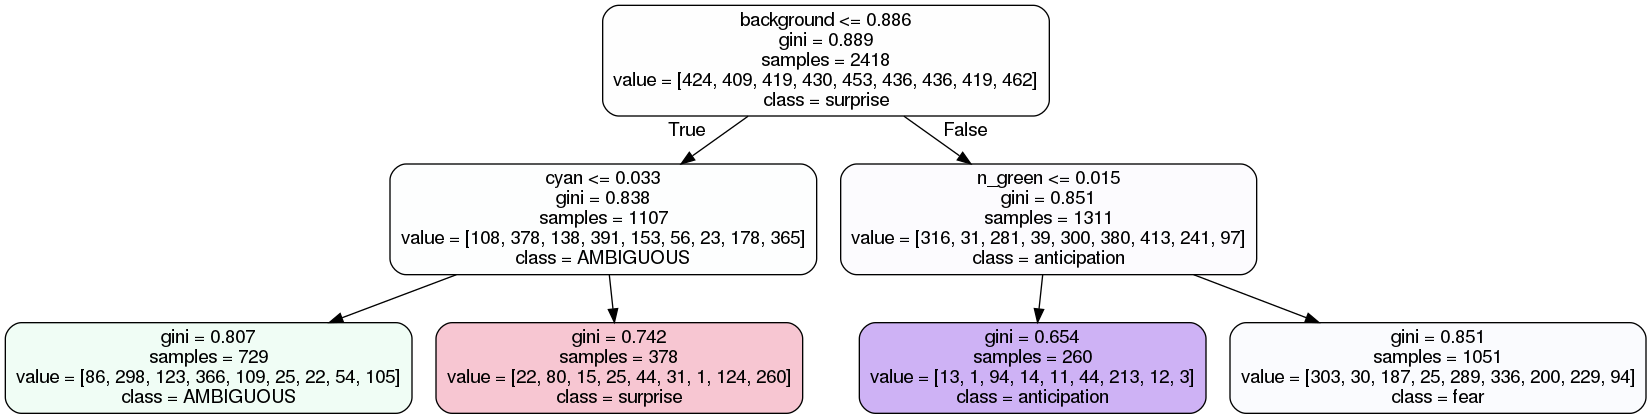 background <= 0.886
gini = 0.889
samples = 2418
value = [424, 409, 419, 430, 453, 436, 436, 419, 462]
class = surprise
True
False
cyan <= 0.033
gini = 0.838
samples = 1107
value = [108, 378, 138, 391, 153, 56, 23, 178, 365]
class = AMBIGUOUS
n_green <= 0.015
gini = 0.851
samples = 1311
value = [316, 31, 281, 39, 300, 380, 413, 241, 97]
class = anticipation
gini = 0.807
samples = 729
value = [86, 298, 123, 366, 109, 25, 22, 54, 105]
class = AMBIGUOUS
gini = 0.742
samples = 378
value = [22, 80, 15, 25, 44, 31, 1, 124, 260]
class = surprise
gini = 0.654
samples = 260
value = [13, 1, 94, 14, 11, 44, 213, 12, 3]
class = anticipation
gini = 0.851
samples = 1051
value = [303, 30, 187, 25, 289, 336, 200, 229, 94]
class = fear